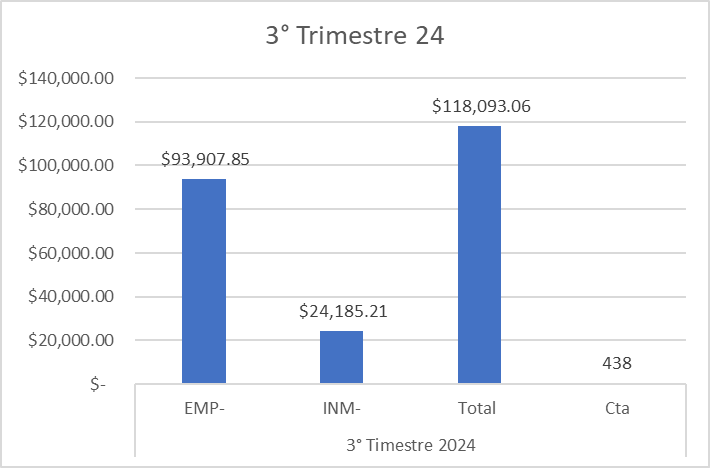 3° Trimestre 24
$140,000.00
$120,000.00
$100,000.00
$80,000.00
$60,000.00
$40,000.00
$20,000.00
$-
$93,907.85
$24,185.21
$118,093.06
438
EMP-
INM-
Total
Cta
3° Timestre 2024